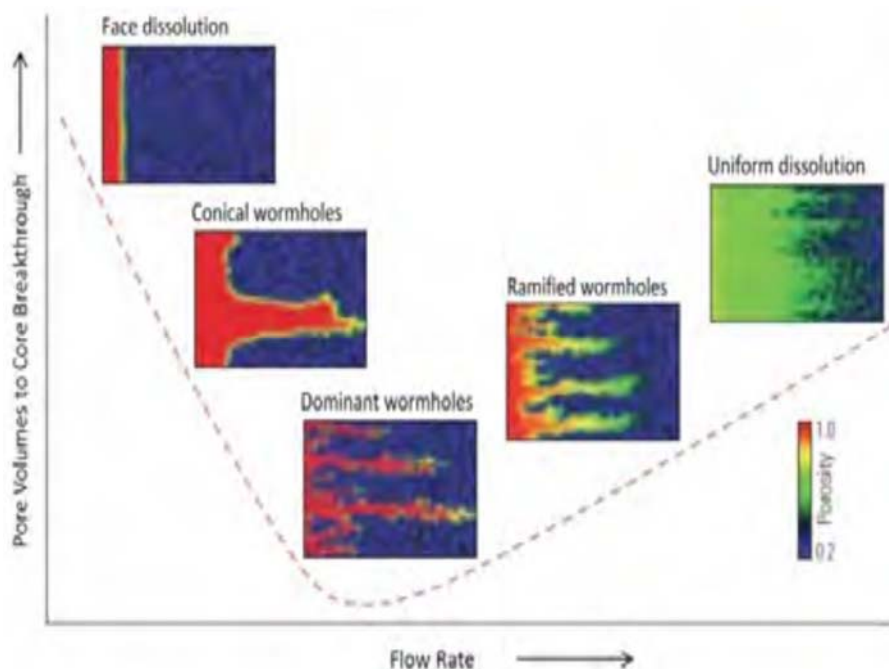 Face dissolution
Uniform dissolution
Conical wormholes
Ramified wormholes
Dominant wormholes
Pore Volumes to Core Breakthrough
1.0
Porosity
0.2
Flow Rate